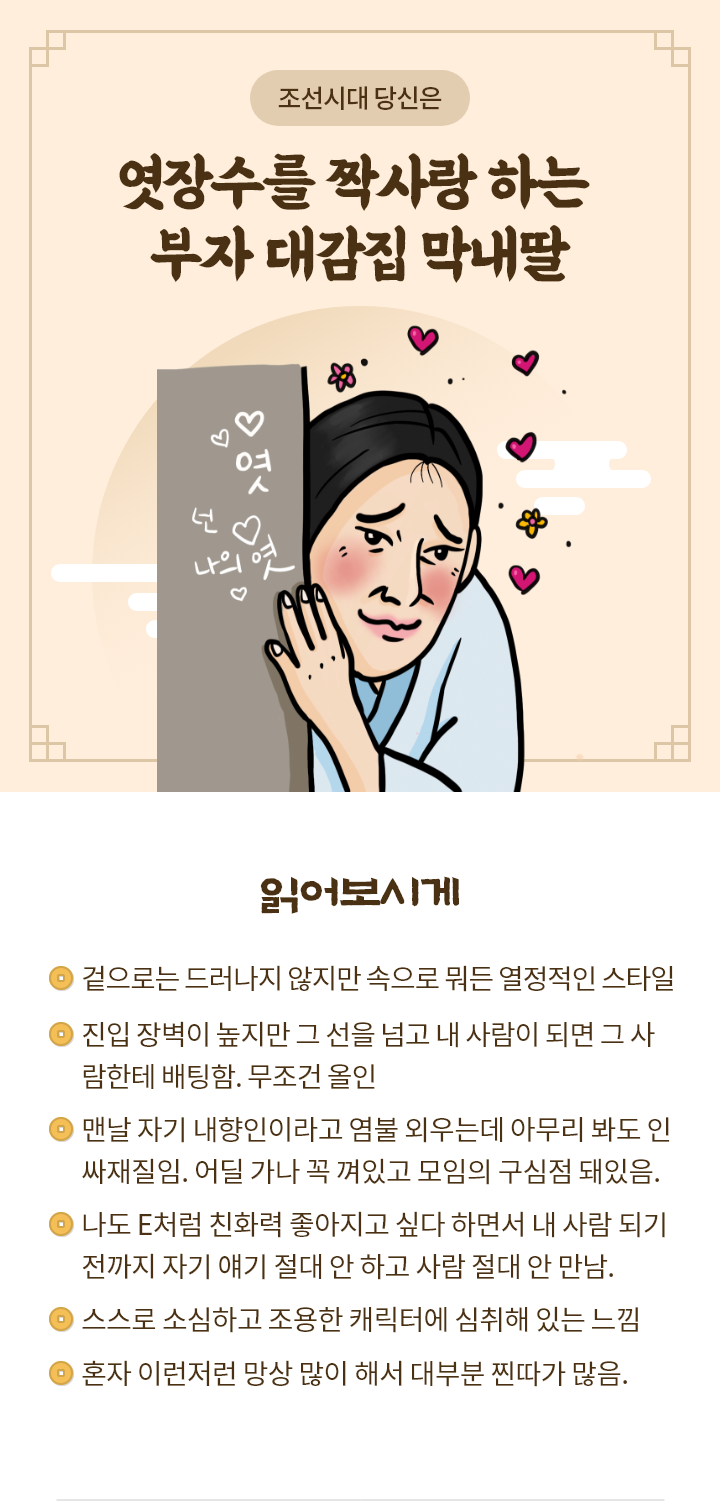 조선시대 당신은
엿장수를 짝사랑 하는
부자 대감집 막내딸
엿
넌
나의 엿
읽어보시게
겉으로는 드러나지 않지만 속으로 뭐든 열정적인 스타일
진입 장벽이 높지만 그 선을 넘고 내 사람이 되면 그 사
람한테 배팅함. 무조건 올인
맨날 자기 내향인이라고 염불 외우는데 아무리 봐도 인
싸재질임. 어딜 가나 꼭 껴있고 모임의 구심점 돼있음.
나도 E처럼 친화력 좋아지고 싶다 하면서 내 사람 되기
전까지 자기 얘기 절대 안 하고 사람 절대 안 만남.
스스로 소심하고 조용한 캐릭터에 심취해 있는 느낌
혼자 이런저런 망상 많이 해서 대부분 찐따가 많음.